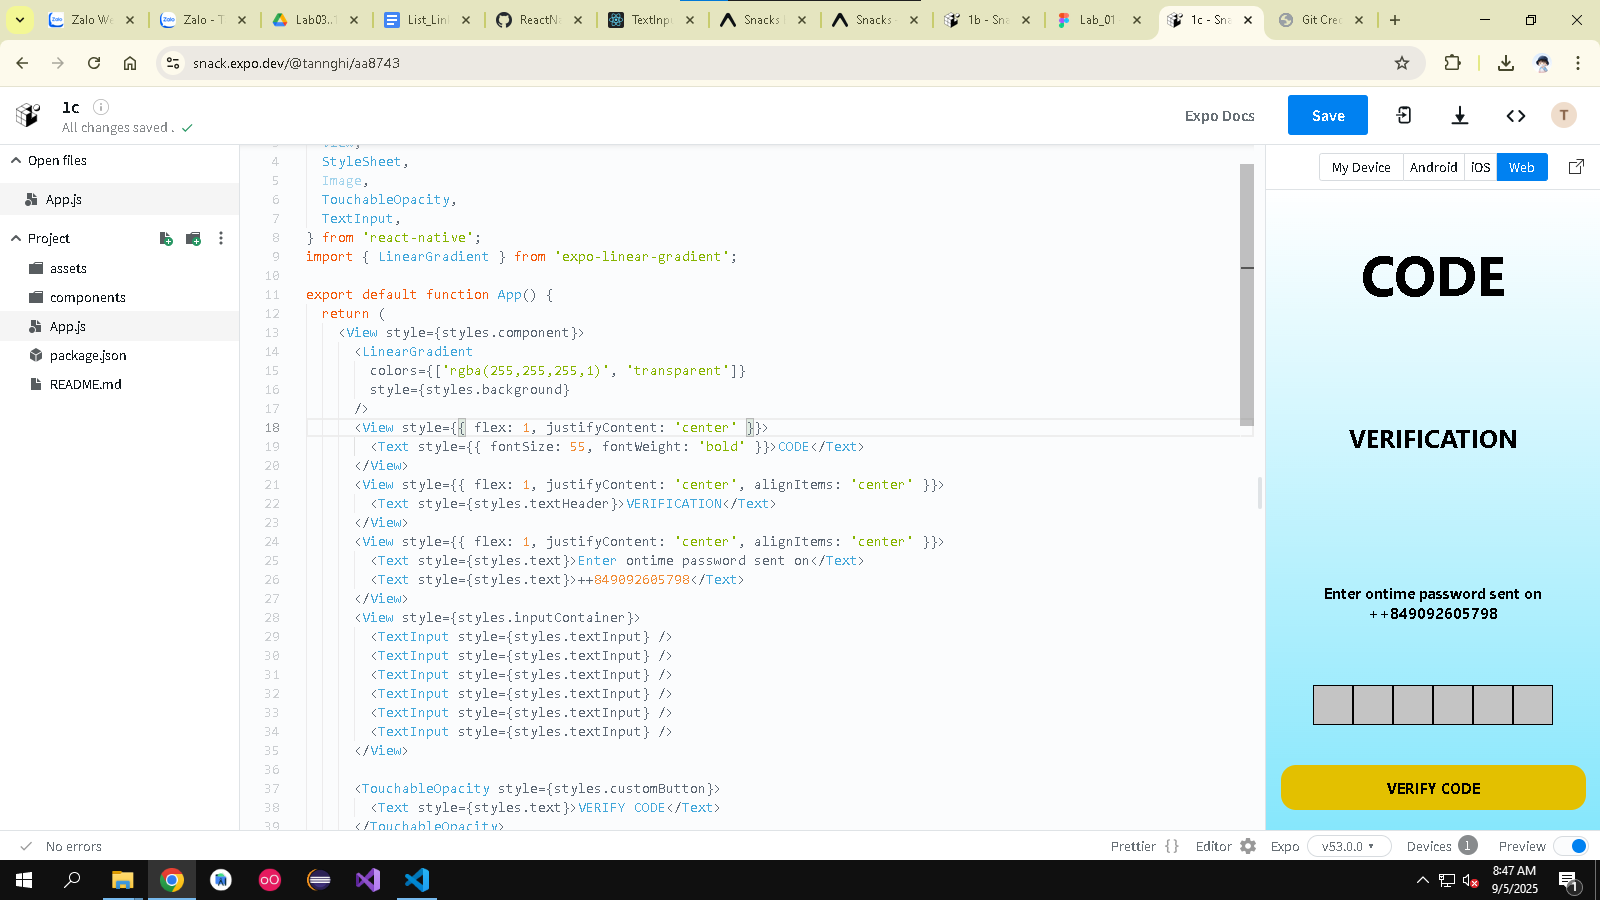 Zalo We
Zalo - T
Lab03..1
List_Link
ReactNa
TextInpu
Snacks
Snacks -
1b - Sna
Lab_01
1c - Sna
Git Cred
snack.expo.dev/@tannghi/aa8743
1c
All changes saved .
Expo Docs
Save
T
Open files
App.js
Project
assets
components
App.js
package.json
README.md
3 View,
4 StyleSheet,
5 Image,
6 TouchableOpacity,
7 TextInput,
8 } from 'react-native';
9 import { LinearGradient } from 'expo-linear-gradient';
10
11 export default function App() {
12 return (
13 <View style={styles.component}>
14 <LinearGradient
15 colors={['rgba(255,255,255,1)', 'transparent']}
16 style={styles.background}
17 />
18 <View style={{ flex: 1, justifyContent: 'center' }}>
19 <Text style={{ fontSize: 55, fontWeight: 'bold' }}>CODE</Text>
20 </View>
21 <View style={{ flex: 1, justifyContent: 'center', alignItems: 'center' }}>
22 <Text style={styles.textHeader}>VERIFICATION</Text>
23 </View>
24 <View style={{ flex: 1, justifyContent: 'center', alignItems: 'center' }}>
25 <Text style={styles.text}>Enter ontime password sent on</Text>
26 <Text style={styles.text}>++849092605798</Text>
27 </View>
28 <View style={styles.inputContainer}>
29 <TextInput style={styles.textInput} />
30 <TextInput style={styles.textInput} />
31 <TextInput style={styles.textInput} />
32 <TextInput style={styles.textInput} />
33 <TextInput style={styles.textInput} />
34 <TextInput style={styles.textInput} />
35 </View>
36
37 <TouchableOpacity style={styles.customButton}>
38 <Text style={styles.text}>VERIFY CODE</Text>
39 </TouchableOpacity>
My Device
Android
iOS
Web
CODE
VERIFICATION
Enter ontime password sent on
++849092605798
VERIFY CODE
No errors
Prettier { }
Editor
Expo
v53.0.0
Devices 1
Preview
8:47 AM
9/5/2025
1